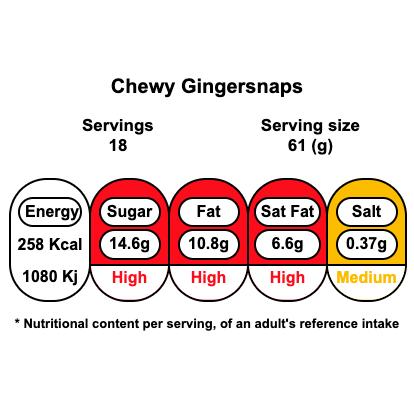 Chewy Gingersnaps
Servings Serving size
18 61 (g)
Energy Sugar Fat Sat Fat Salt
258 Kcal 14.6g 10.8g 6.6g 0.37g
1080 Kj High High High Medium
* Nutritional content per serving, of an adult's reference intake